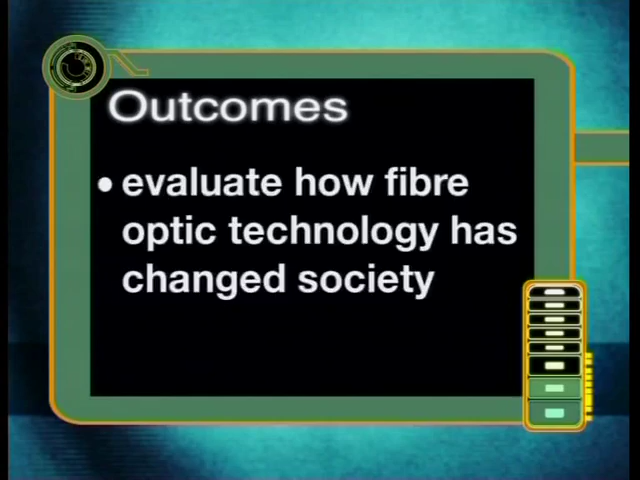 Outcomes
• evaluate how fibre
optic technology has
changed society